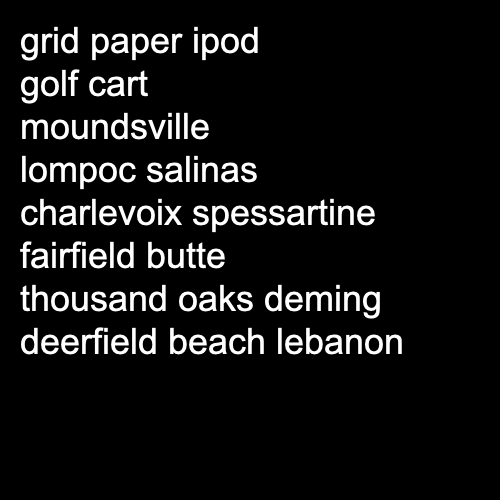 grid paper ipod
golf cart
moundsville
lompoc salinas
charlevoix spessartine
fairfield butte
thousand oaks deming
deerfield beach lebanon